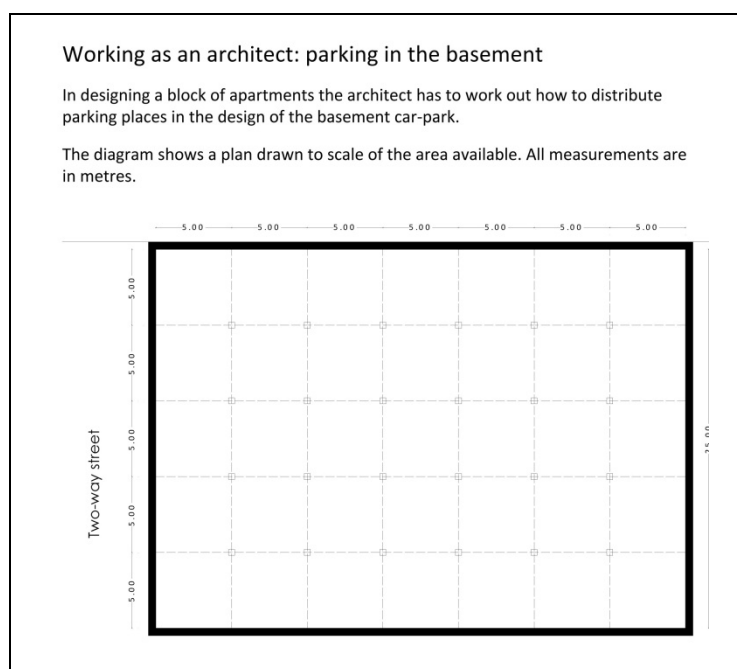 Working as an architect: parking in the basement
In designing a block of apartments the architect has to work out how to distribute
parking places in the design of the basement car-park.
The diagram shows a plan drawn to scale of the area available. All measurements are
in metres.
5.00 5.00 5.00 5.00 5.00 5.00 5.00
5.00
5.00
5.00
5.00
5.00
Two-way street